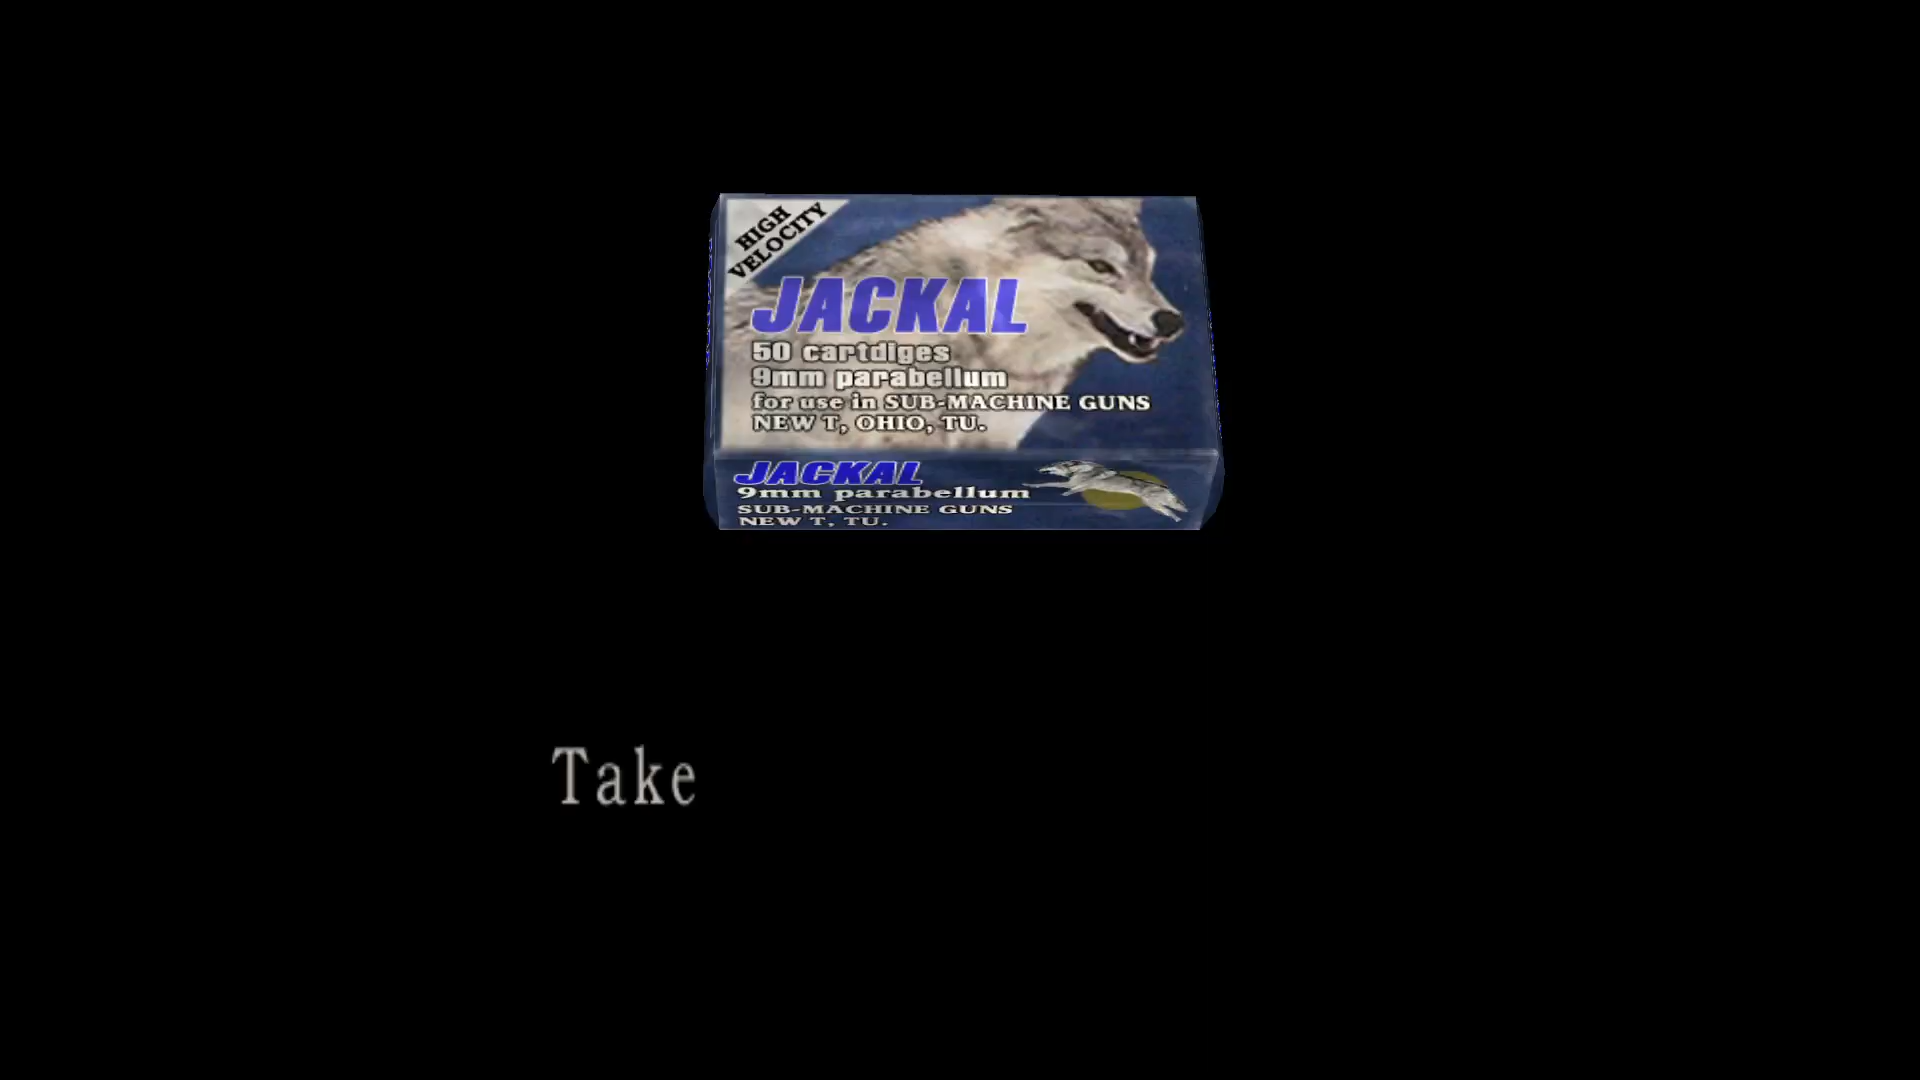 HIGH
VELOCITY
JACKAL
50 cartdiges
9mm parabellum
for use in SUB-MACHINE GUNS
NEW T, OHIO, TU.
JACKAL
9mm parabellum
SUB-MACHINE GUNS
NEW T, TU.
Take